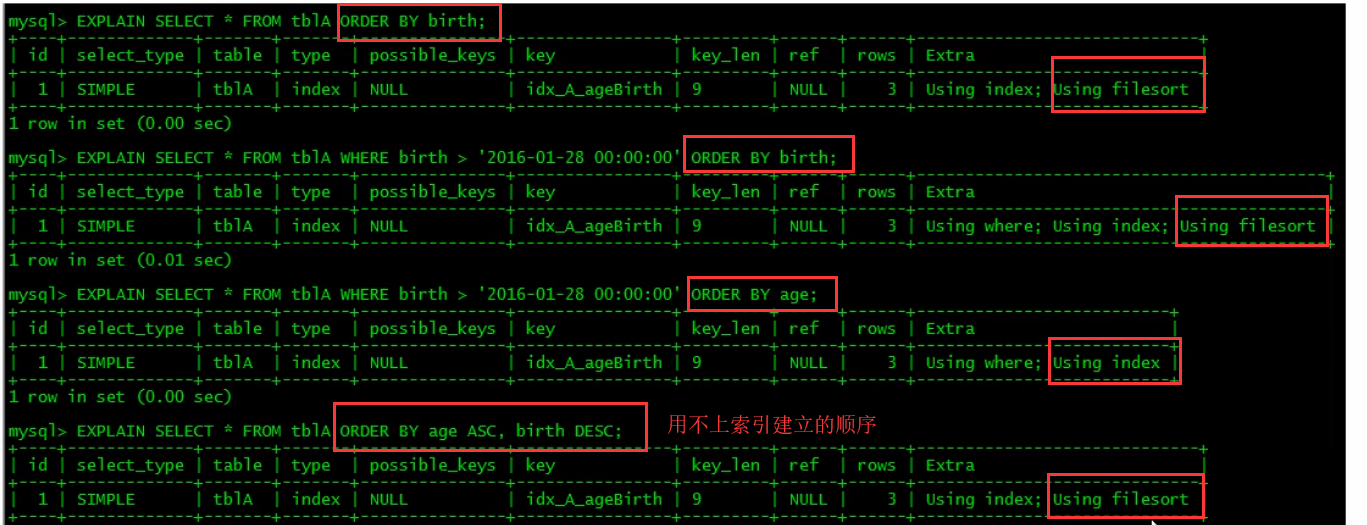 mysql> EXPLAIN SELECT * FROM tblA ORDER BY birth;
| id | select_type | table | type | possible_keys | key | key_len | ref | rows | Extra |
| 1 | SIMPLE | tblA | index | NULL | idx_A_ageBirth | 9 | NULL | 3 | Using index; Using filesort |
1 row in set (0.00 sec)
mysql> EXPLAIN SELECT * FROM tblA WHERE birth > '2016-01-28 00:00:00' ORDER BY birth;
| id | select_type | table | type | possible_keys | key | key_len | ref | rows | Extra |
| 1 | SIMPLE | tblA | index | NULL | idx_A_ageBirth | 9 | NULL | 3 | Using where; Using index; Using filesort |
1 row in set (0.01 sec)
mysql> EXPLAIN SELECT * FROM tblA WHERE birth > '2016-01-28 00:00:00' ORDER BY age;
| id | select_type | table | type | possible_keys | key | key_len | ref | rows | Extra |
| 1 | SIMPLE | tblA | index | NULL | idx_A_ageBirth | 9 | NULL | 3 | Using where; Using index |
1 row in set (0.00 sec)
mysql> EXPLAIN SELECT * FROM tblA ORDER BY age ASC, birth DESC; 用不上索引建立的顺序
| id | select_type | table | type | possible_keys | key | key_len | ref | rows | Extra |
| 1 | SIMPLE | tblA | index | NULL | idx_A_ageBirth | 9 | NULL | 3 | Using index; Using filesort |